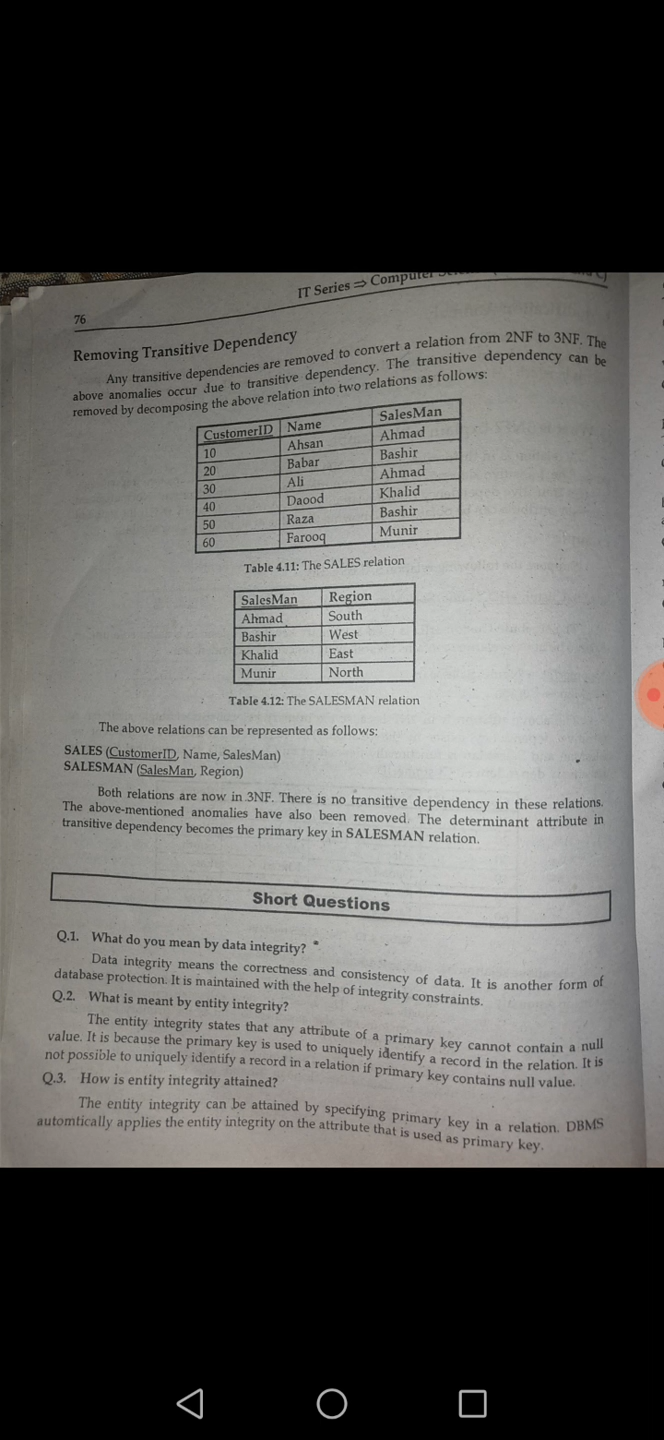 IT Series ⇒ Computer
76
Removing Transitive Dependency
Any transitive dependencies are removed to convert a relation from 2NF to 3NF. The
above anomalies occur due to transitive dependency. The transitive dependency can be
removed by decomposing the above relation into two relations as follows:
CustomerID Name SalesMan
10 Ahsan Ahmad
20 Babar Bashir
30 Ali Ahmad
40 Daood Khalid
50 Raza Bashir
60 Farooq Munir
Table 4.11: The SALES relation
SalesMan Region
Ahmad South
Bashir West
Khalid East
Munir North
Table 4.12: The SALESMAN relation
The above relations can be represented as follows:
SALES (CustomerID, Name, SalesMan)
SALESMAN (SalesMan, Region)
Both relations are now in 3NF. There is no transitive dependency in these relations.
The above-mentioned anomalies have also been removed. The determinant attribute in
transitive dependency becomes the primary key in SALESMAN relation.
Short Questions
Q.1. What do you mean by data integrity?
Data integrity means the correctness and consistency of data. It is another form of
database protection. It is maintained with the help of integrity constraints.
Q.2. What is meant by entity integrity?
The entity integrity states that any attribute of a primary key cannot contain a null
value. It is because the primary key is used to uniquely identify a record in the relation. It is
not possible to uniquely identify a record in a relation if primary key contains null value.
Q.3. How is entity integrity attained?
The entity integrity can be attained by specifying primary key in a relation. DBMS
automtically applies the entity integrity on the attribute that is used as primary key.